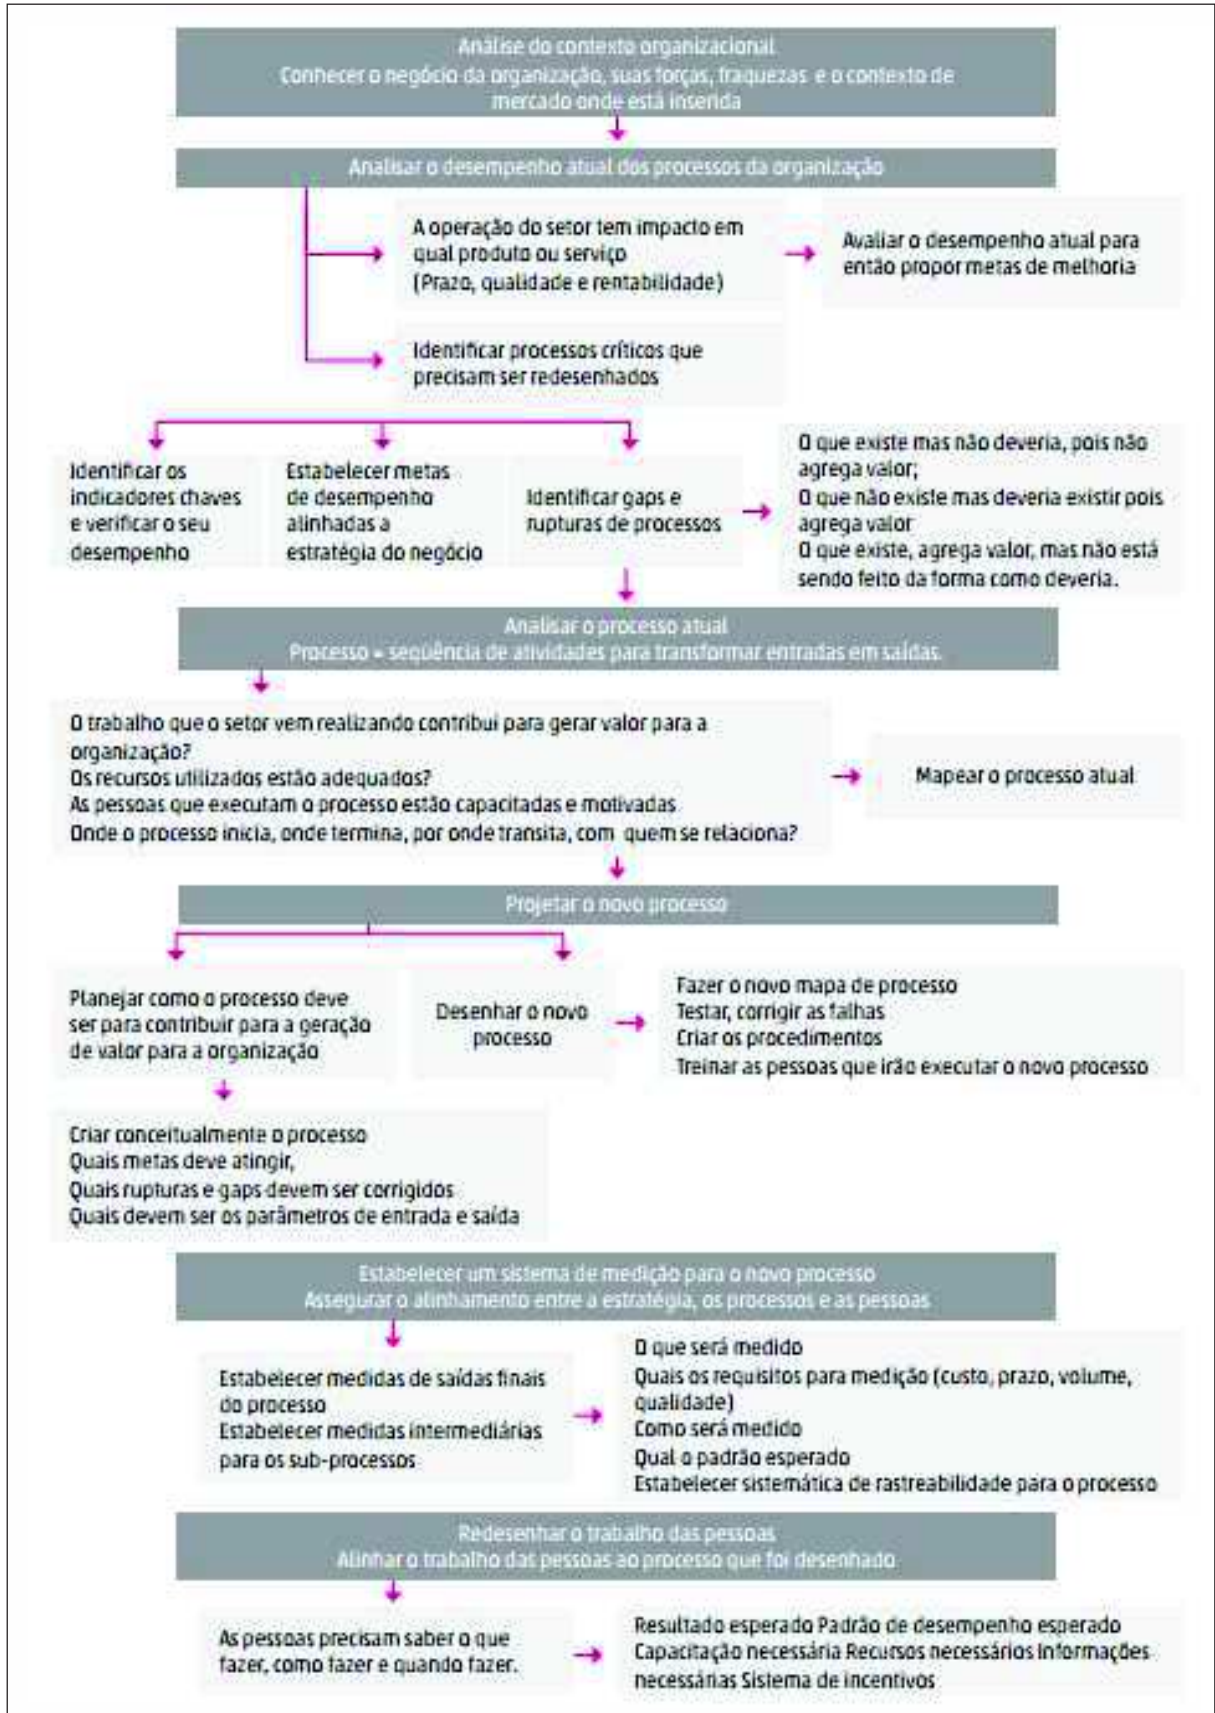 Análise do contexto organizacional
Conhecer o negócio da organização, suas forças, fraquezas e o contexto de
mercado onde está inserida
Analisar o desempenho atual dos processos da organização
A operação do setor tem impacto em
qual produto ou serviço
(Prazo, qualidade e rentabilidade)
Avaliar o desempenho atual para
então propor metas de melhoria
Identificar processos críticos que
precisam ser redesenhados
Identificar os
indicadores chaves
e verificar o seu
desempenho
Estabelecer metas
de desempenho
alinhadas a
estratégia do negócio
Identificar gaps e
rupturas de processos
O que existe mas não deveria, pois não
agrega valor;
O que não existe mas deveria existir pois
agrega valor
O que existe, agrega valor, mas não está
sendo feito da forma como deveria.
Analisar o processo atual
Processo = seqüência de atividades para transformar entradas em saídas.
O trabalho que o setor vem realizando contribui para gerar valor para a
organização?
Os recursos utilizados estão adequados?
As pessoas que executam o processo estão capacitadas e motivadas
Onde o processo inicia, onde termina, por onde transita, com quem se relaciona?
Mapear o processo atual
Projetar o novo processo
Planejar como o processo deve
ser para contribuir para a geração
de valor para a organização
Desenhar o novo
processo
Fazer o novo mapa de processo
Testar, corrigir as falhas
Criar os procedimentos
Treinar as pessoas que irão executar o novo processo
Criar conceitualmente o processo
Quais metas deve atingir,
Quais rupturas e gaps devem ser corrigidos
Quais devem ser os parâmetros de entrada e saída
Estabelecer um sistema de medição para o novo processo
Assegurar o alinhamento entre a estratégia, os processos e as pessoas
Estabelecer medidas de saídas finais
do processo
Estabelecer medidas intermediárias
para os sub-processos
O que será medido
Quais os requisitos para medição (custo, prazo, volume,
qualidade)
Como será medido
Qual o padrão esperado
Estabelecer sistemática de rastreabilidade para o processo
Redesenhar o trabalho das pessoas
Alinhar o trabalho das pessoas ao processo que foi desenhado
As pessoas precisam saber o que
fazer, como fazer e quando fazer.
Resultado esperado Padrão de desempenho esperado
Capacitação necessária Recursos necessários Informações
necessárias Sistema de incentivos